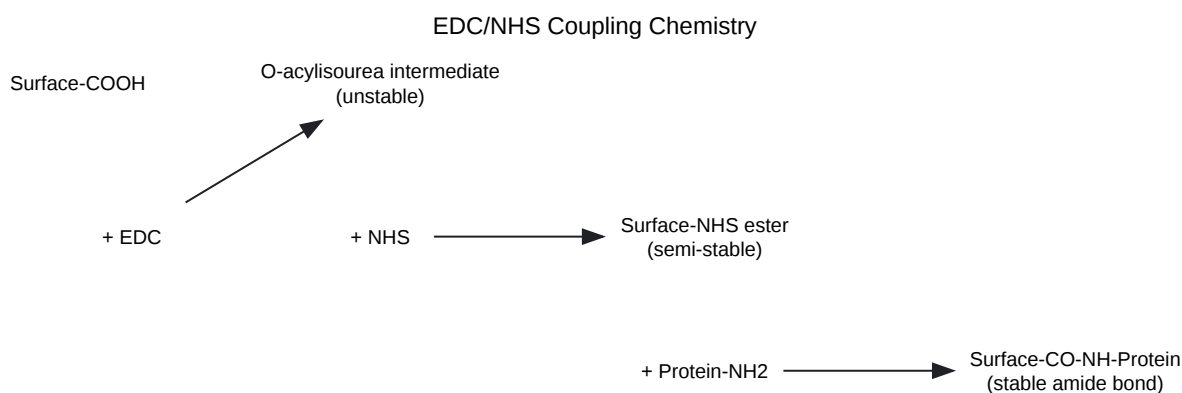 EDC/NHS Coupling Chemistry
Surface-COOH
O-acylisourea intermediate
(unstable)
+ EDC
+ NHS
Surface-NHS ester
(semi-stable)
+ Protein-NH2
Surface-CO-NH-Protein
(stable amide bond)